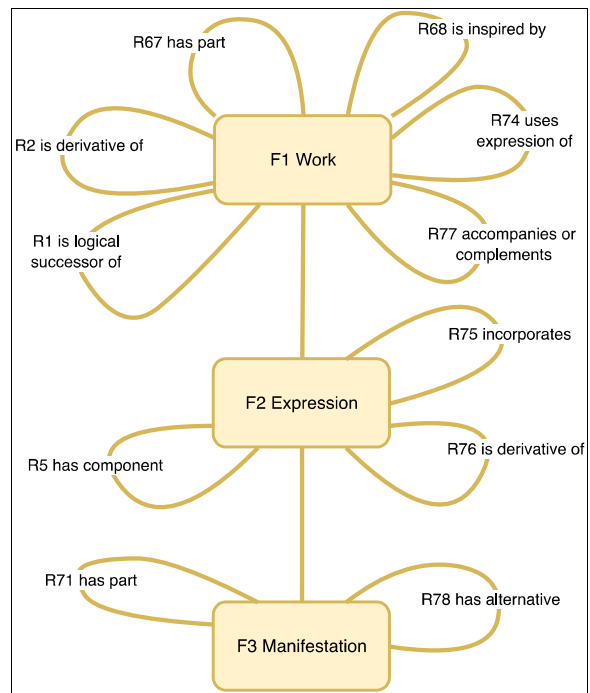 R68 is inspired by
R67 has part
R74 uses
expression of
R2 is derivative of
F1 Work
R1 is logical
successor of
R77 accompanies or
complements
R75 incorporates
F2 Expression
R76 is derivative of
R5 has component
R71 has part
R78 has alternative
F3 Manifestation